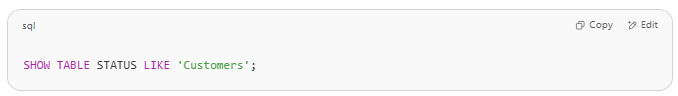 sql
Copy
Edit
SHOW TABLE STATUS LIKE 'Customers';